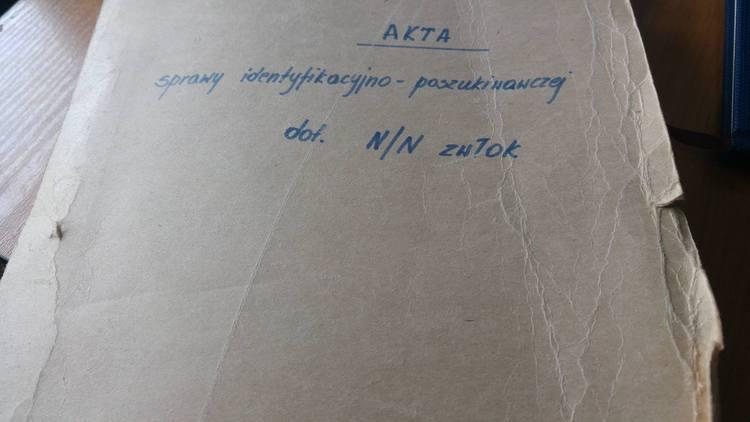 AKTA
sprawy identyfikacyjno - poszukiwawczej
dot. N/N zwłok